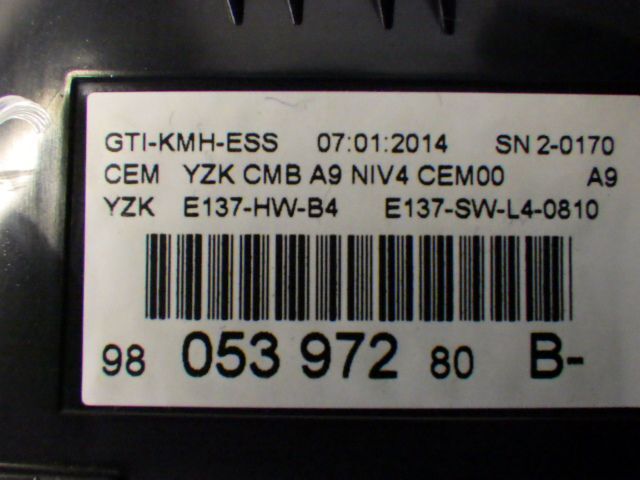 GTI-KMH-ESS 07:01:2014 SN 2-0170
CEM YZK CMB A9 NIV4 CEM00 A9
YZK E137-HW-B4 E137-SW-L4-0810
98 053 972 80 B-